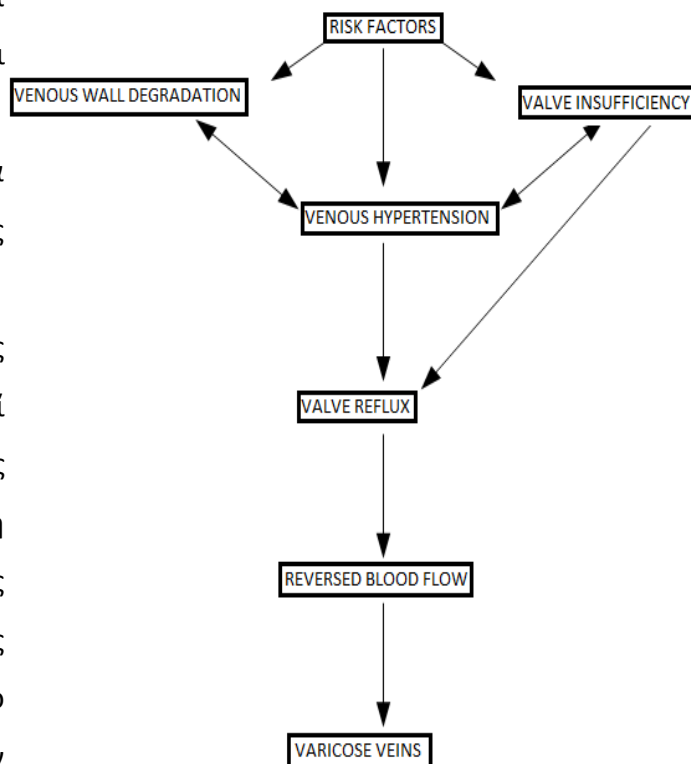 RISK FACTORS
VENOUS WALL DEGRADATION
VALVE INSUFFICIENCY
VENOUS HYPERTENSION
VALVE REFLUX
REVERSED BLOOD FLOW
VARICOSE VEINS